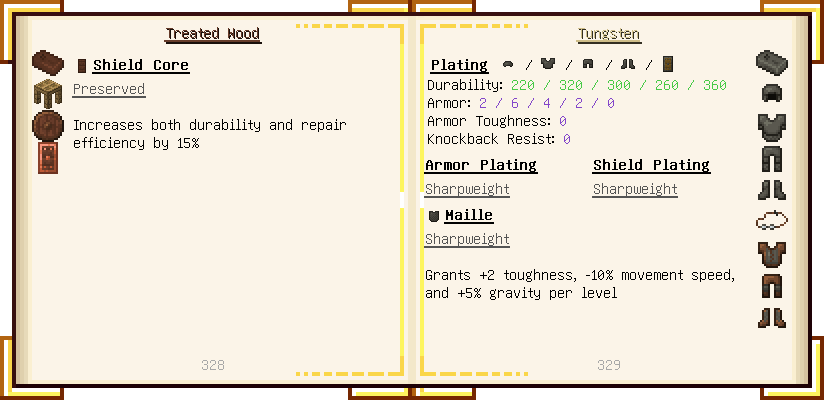 Treated Wood
Shield Core
Preserved
Increases both durability and repair
efficiency by 15%
328
Tungsten
Plating / / / /
Durability: 220 / 320 / 300 / 260 / 360
Armor: 2 / 6 / 4 / 2 / 0
Armor Toughness: 0
Knockback Resist: 0
Armor Plating
Sharpweight
Shield Plating
Sharpweight
Maille
Sharpweight
Grants +2 toughness, -10% movement speed,
and +5% gravity per level
329